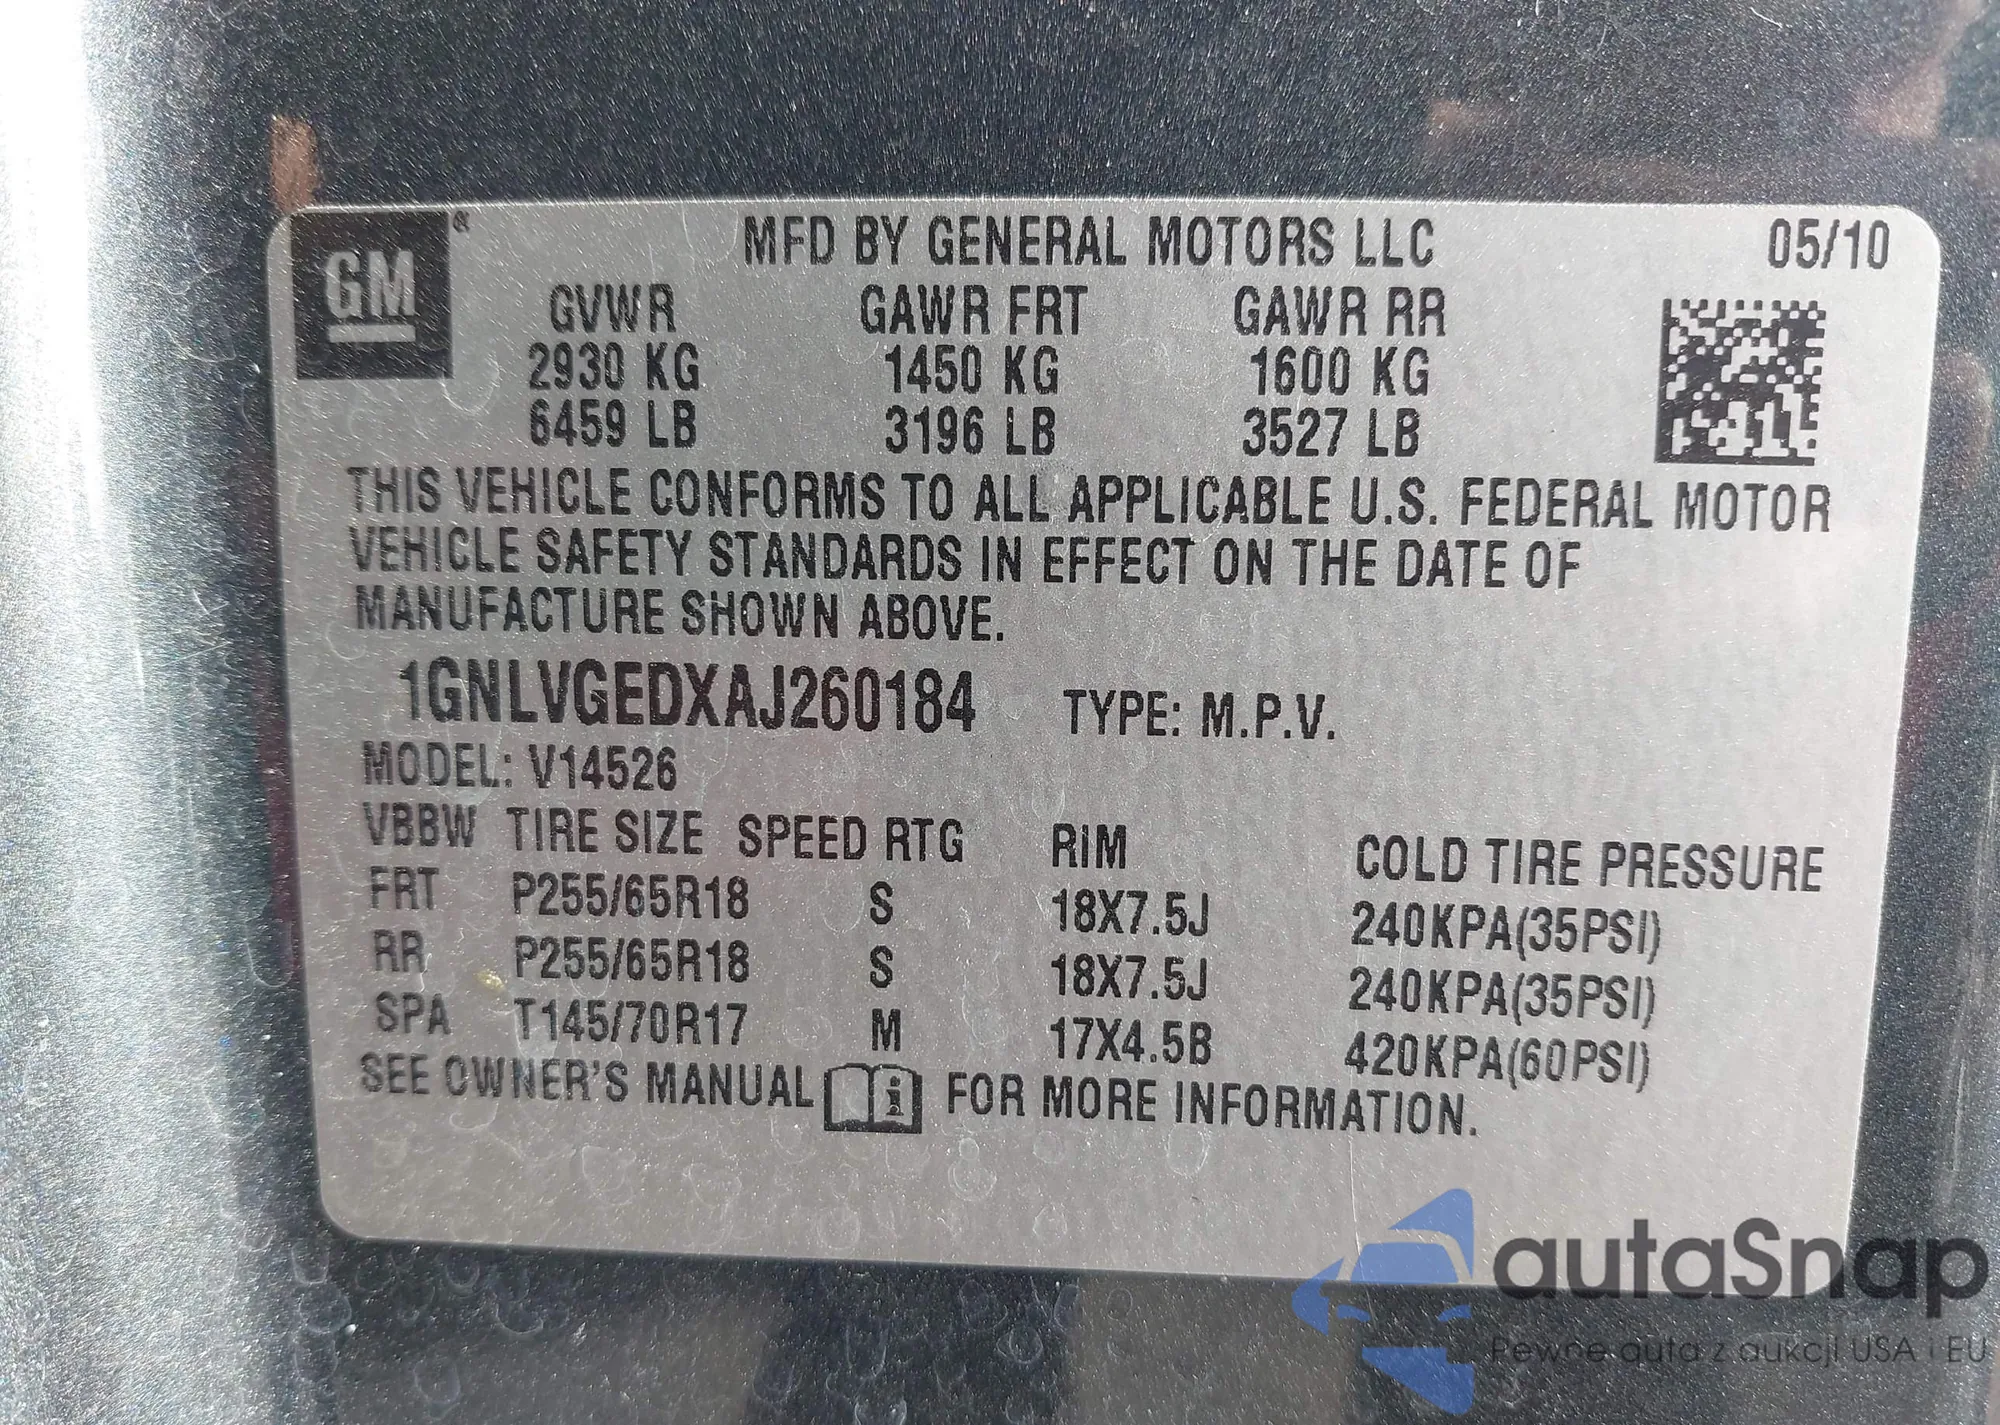 GM
®
MFD BY GENERAL MOTORS LLC 05/10
GVWR GAWR FRT GAWR RR
2930 KG 1450 KG 1600 KG
6459 LB 3196 LB 3527 LB
THIS VEHICLE CONFORMS TO ALL APPLICABLE U.S. FEDERAL MOTOR
VEHICLE SAFETY STANDARDS IN EFFECT ON THE DATE OF
MANUFACTURE SHOWN ABOVE.
1GNLVGEDXAJ260184 TYPE: M.P.V.
MODEL: V14526
VBBW TIRE SIZE SPEED RTG RIM COLD TIRE PRESSURE
FRT P255/65R18 S 18X7.5J 240KPA(35PSI)
RR P255/65R18 S 18X7.5J 240KPA(35PSI)
SPA T145/70R17 M 17X4.5B 420KPA(60PSI)
SEE OWNER'S MANUAL i FOR MORE INFORMATION.
autaSnap
Pewne auta z aukcji USA i EU